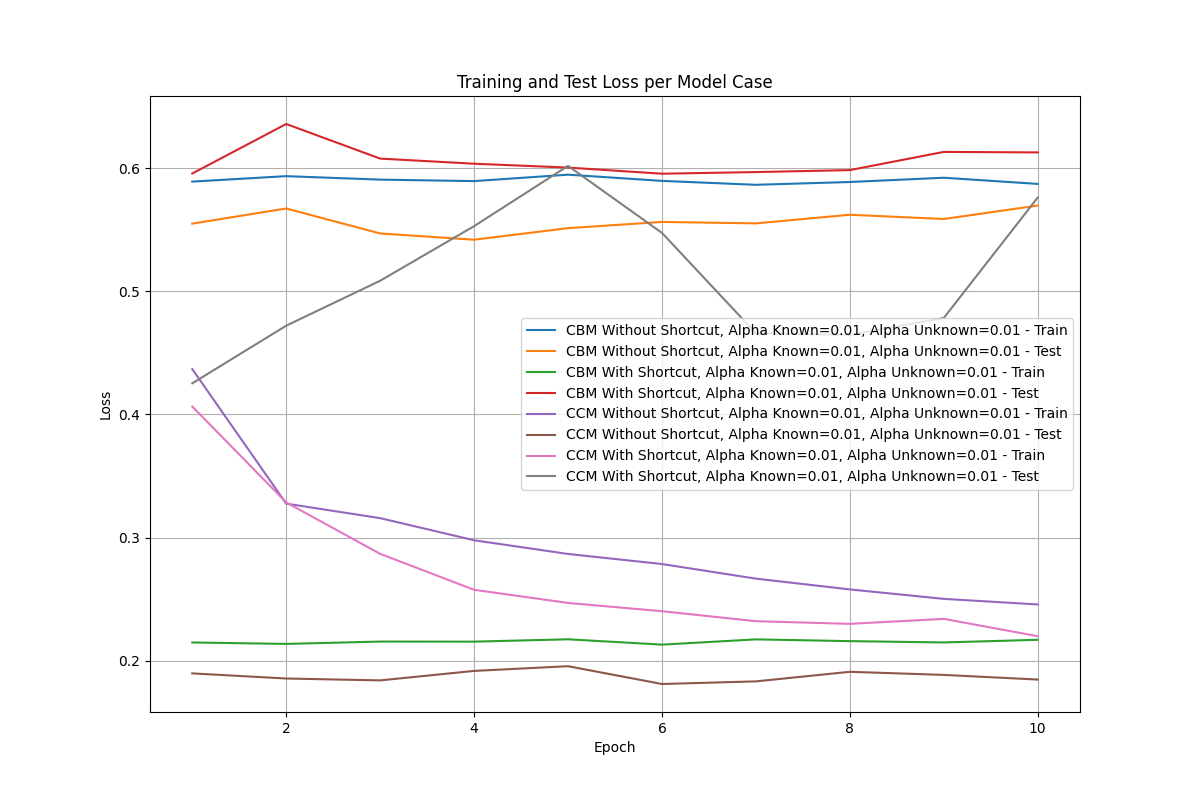 Training and Test Loss per Model Case
0.6
0.5
0.4
0.3
0.2
Loss
CBM Without Shortcut, Alpha Known=0.01, Alpha Unknown=0.01 - Train
CBM Without Shortcut, Alpha Known=0.01, Alpha Unknown=0.01 - Test
CBM With Shortcut, Alpha Known=0.01, Alpha Unknown=0.01 - Train
CBM With Shortcut, Alpha Known=0.01, Alpha Unknown=0.01 - Test
CCM Without Shortcut, Alpha Known=0.01, Alpha Unknown=0.01 - Train
CCM Without Shortcut, Alpha Known=0.01, Alpha Unknown=0.01 - Test
CCM With Shortcut, Alpha Known=0.01, Alpha Unknown=0.01 - Train
CCM With Shortcut, Alpha Known=0.01, Alpha Unknown=0.01 - Test
2 4 6 8 10
Epoch